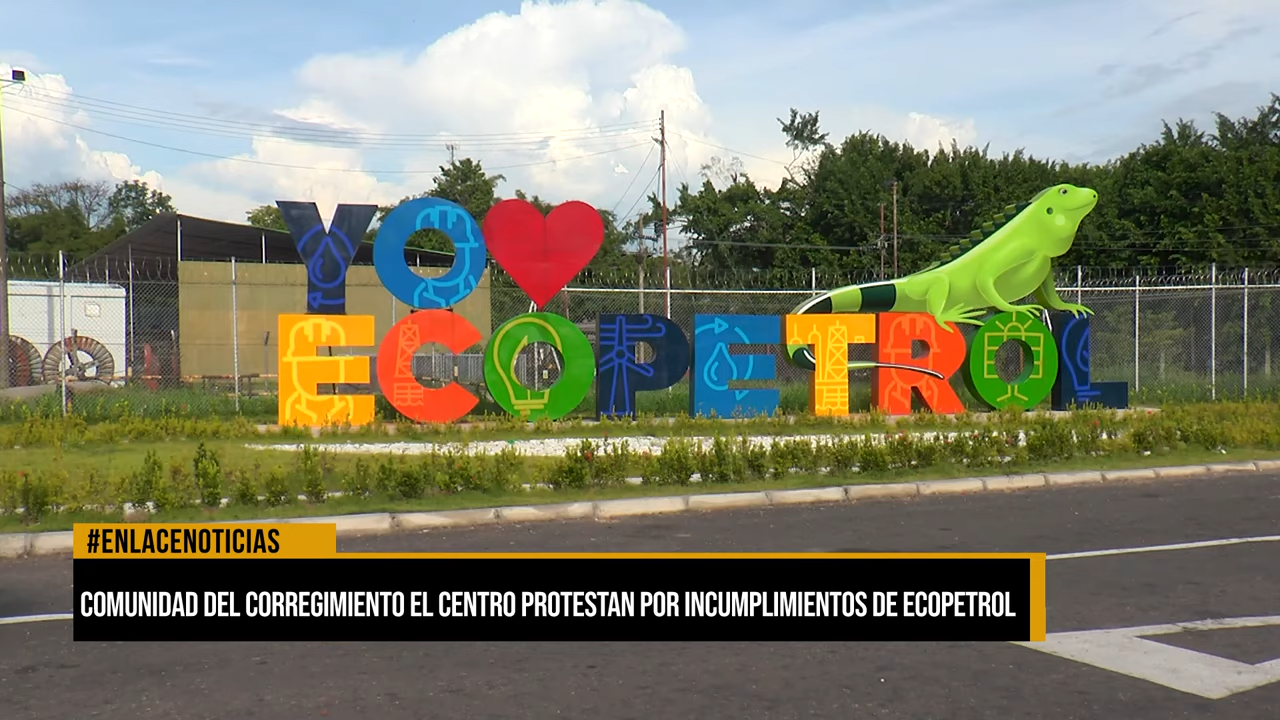 YO
ECOPETROL
#ENLACENOTICIAS
COMUNIDAD DEL CORREGIMIENTO EL CENTRO PROTESTAN POR INCUMPLIMIENTOS DE ECOPETROL